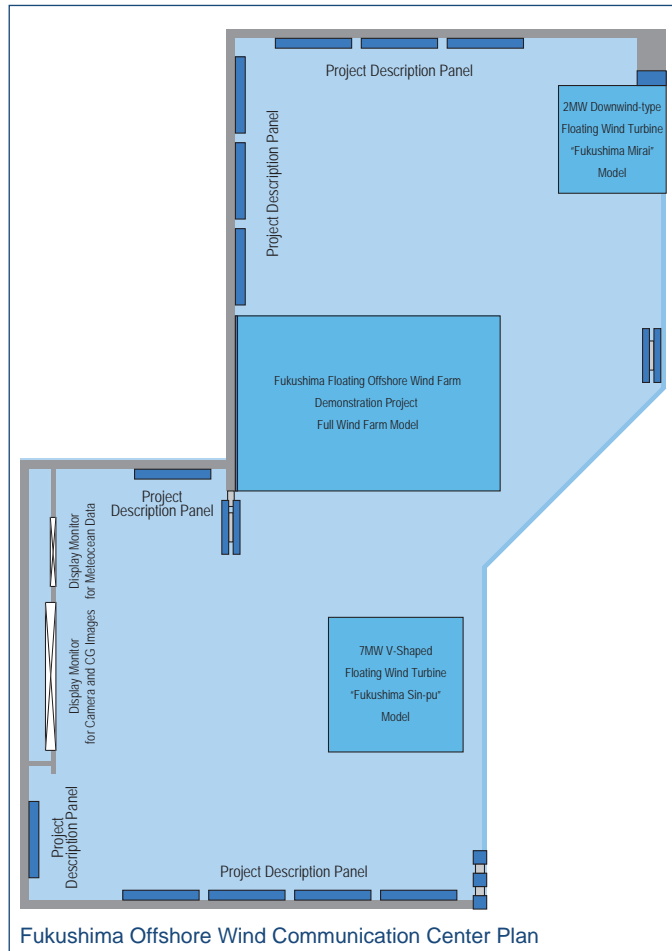 Project Description Panel
Project Description Panel
2MW Downwind-type
Floating Wind Turbine
“Fukushima Mirai”
Model
Fukushima Floating Offshore Wind Farm
Demonstration Project
Full Wind Farm Model
Project
Description Panel
Display Monitor
for Meteocean Data
Display Monitor
for Camera and CG Images
7MW V-Shaped
Floating Wind Turbine
“Fukushima Sin-pu”
Model
Project
Description Panel
Project Description Panel
Fukushima Offshore Wind Communication Center Plan